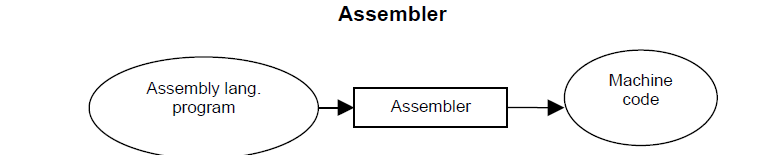 Assembler
Assembly lang.
program
Assembler
Machine
code